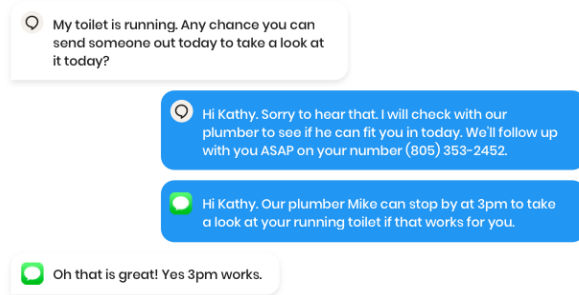 My toilet is running. Any chance you can
send someone out today to take a look at
it today?
Hi Kathy. Sorry to hear that. I will check with our
plumber to see if he can fit you in today. We'll follow up
with you ASAP on your number (805) 353-2452.
Hi Kathy. Our plumber Mike can stop by at 3pm to take
a look at your running toilet if that works for you.
Oh that is great! Yes 3pm works.